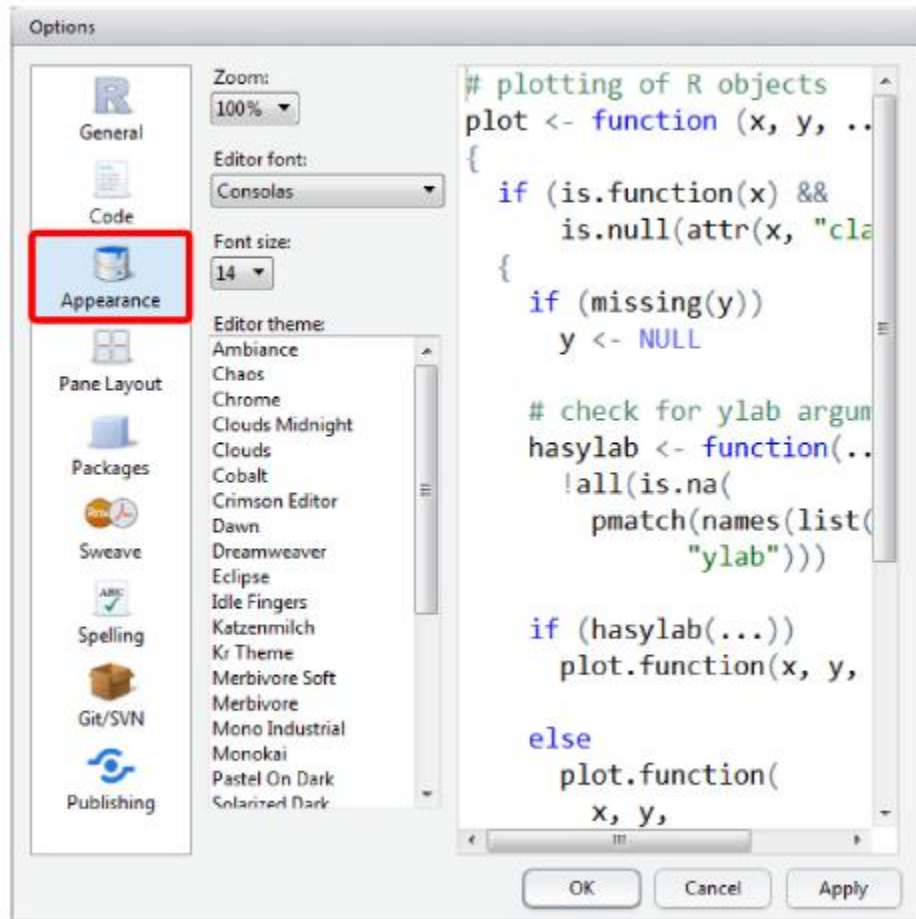 Options
General
Code
Appearance
Pane Layout
Packages
Sweave
ABC
Spelling
Git/SVN
Publishing
Zoom:
100%
Editor font:
Consolas
Font size:
14
Editor theme:
Ambiance
Chaos
Chrome
Clouds Midnight
Clouds
Cobalt
Crimson Editor
Dawn
Dreamweaver
Eclipse
Idle Fingers
Katzenmilch
Kr Theme
Merbivore Soft
Merbivore
Mono Industrial
Monokai
Pastel On Dark
Solarized Dark
# plotting of R objects
plot <- function (x, y, ..
{
if (is.function(x) &&
is.null(attr(x, "cla
{
if (missing(y))
y <- NULL
# check for ylab argum
hasylab <- function(..
!all(is.na(
pmatch(names(list(
"ylab")))
if (hasylab(...))
plot.function(x, y,
else
plot.function(
x, y,
OK
Cancel
Apply